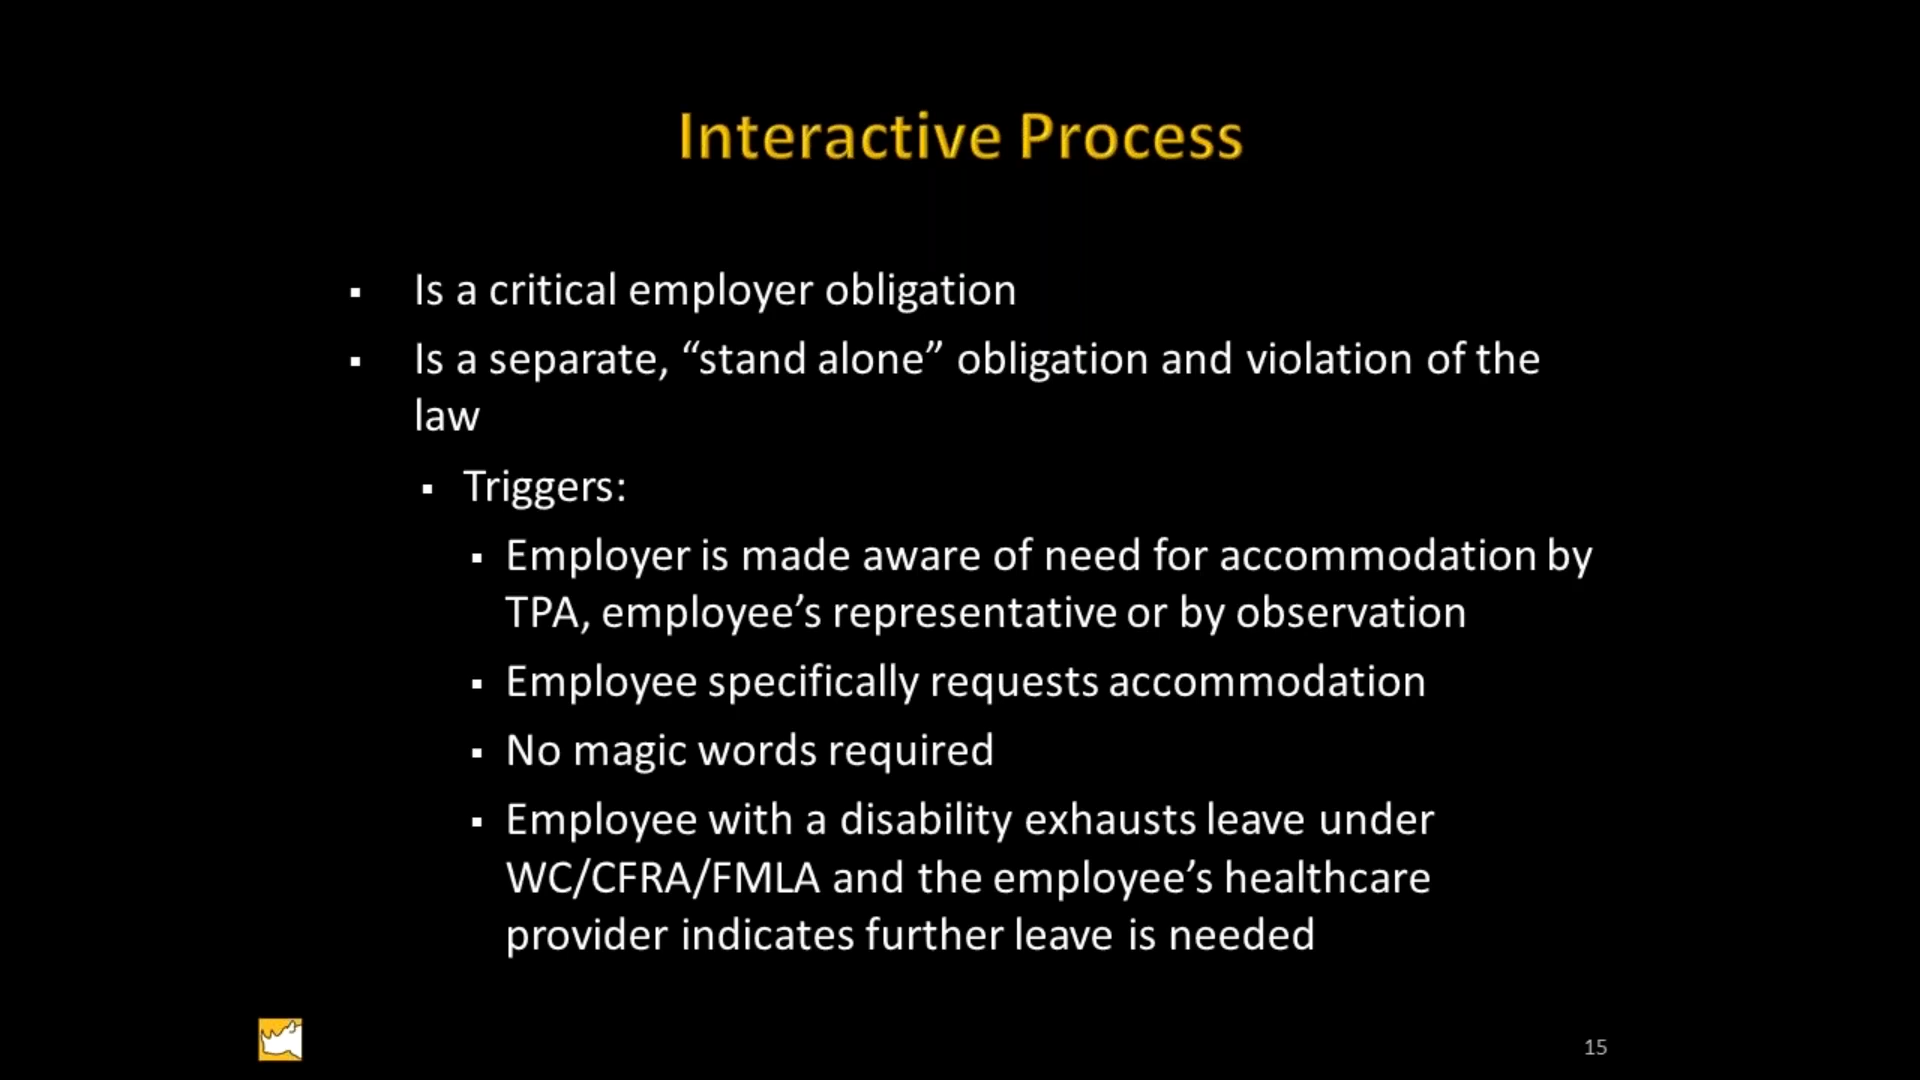 Interactive Process
▪ Is a critical employer obligation
▪ Is a separate, “stand alone” obligation and violation of the
law
▪ Triggers:
▪ Employer is made aware of need for accommodation by
TPA, employee’s representative or by observation
▪ Employee specifically requests accommodation
▪ No magic words required
▪ Employee with a disability exhausts leave under
WC/CFRA/FMLA and the employee’s healthcare
provider indicates further leave is needed
15